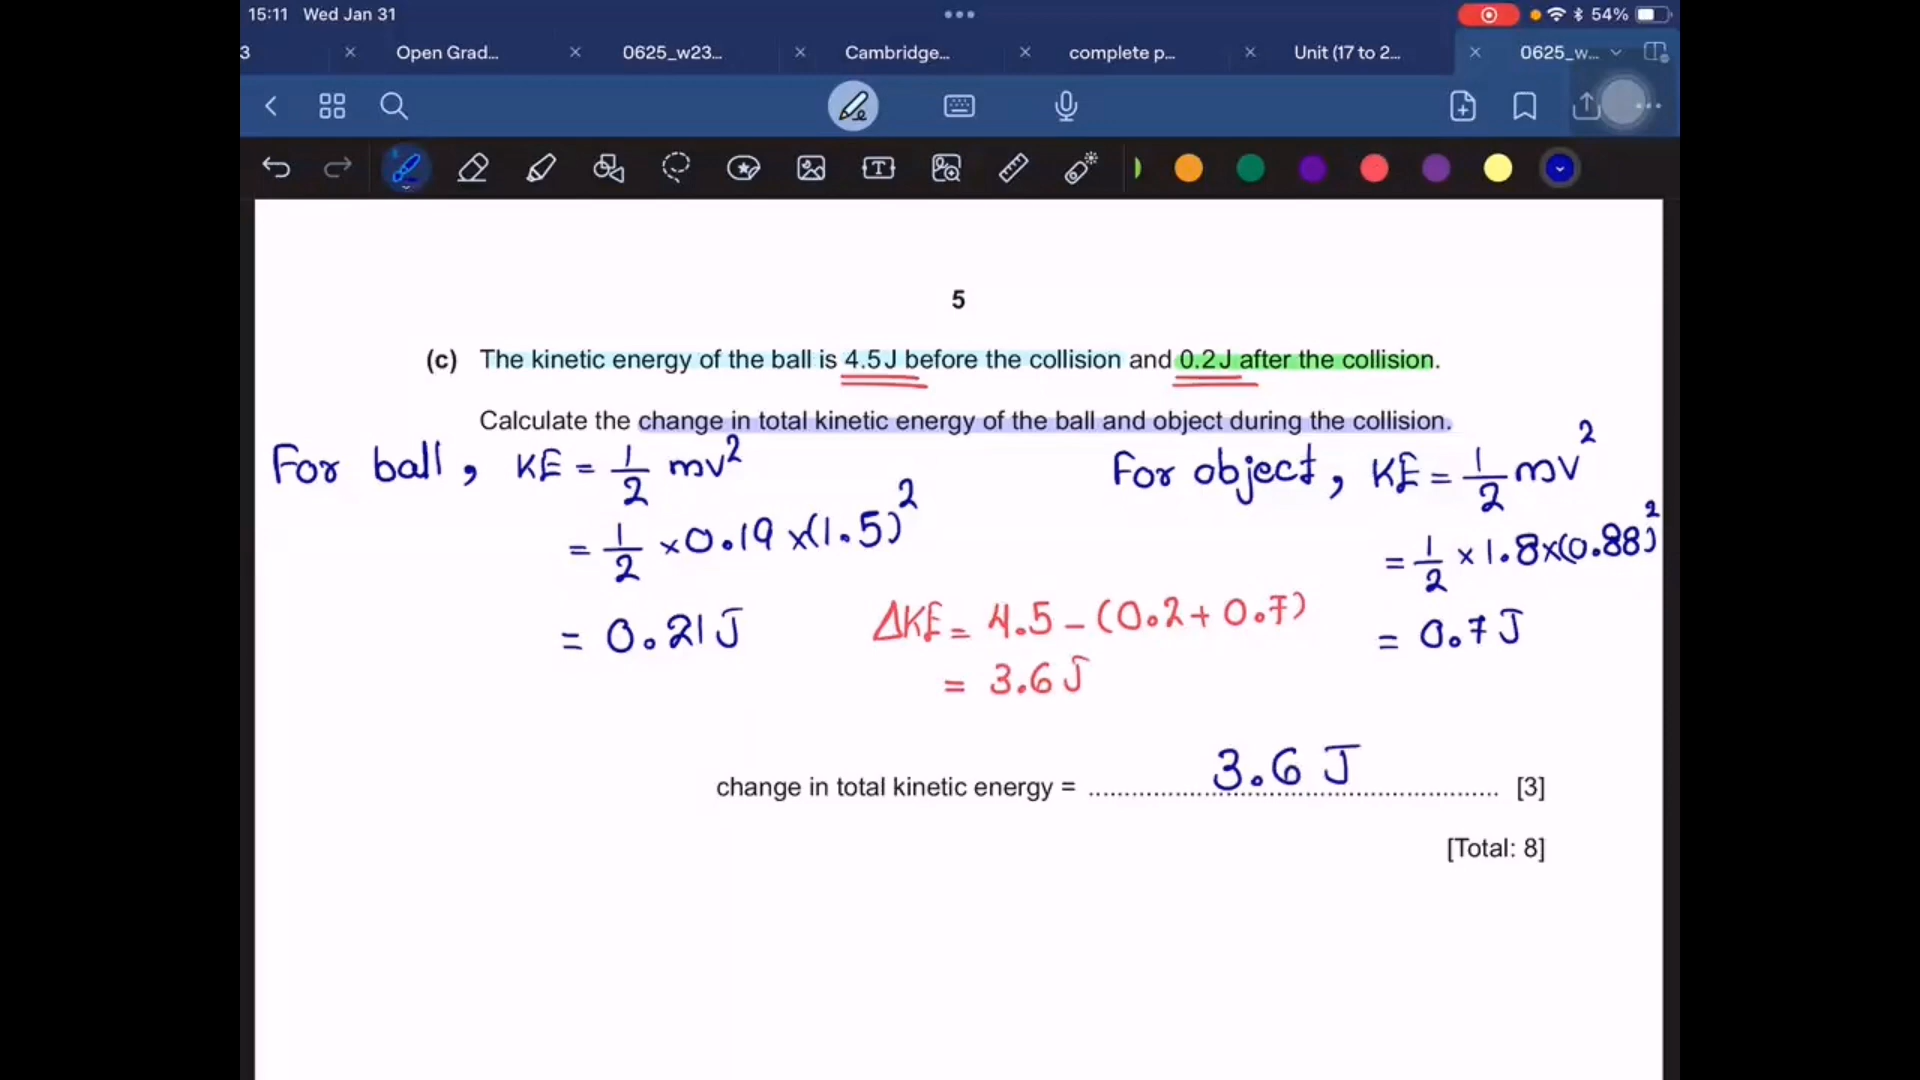 15:11 Wed Jan 31 54%
3 Open Grad... 0625_w23... Cambridge... complete p... Unit (17 to 2... 0625_w...
5
(c) The kinetic energy of the ball is 4.5J before the collision and 0.2J after the collision.
Calculate the change in total kinetic energy of the ball and object during the collision.
For ball, KE = 1/2 mv²
= 1/2 × 0.19 × (1.5)²
= 0.21 J
For object, KE = 1/2 mv²
= 1/2 × 1.8 × (0.88)²
= 0.7 J
ΔKE = 4.5 – (0.2 + 0.7)
= 3.6 J
change in total kinetic energy = 3.6 J [3]
[Total: 8]